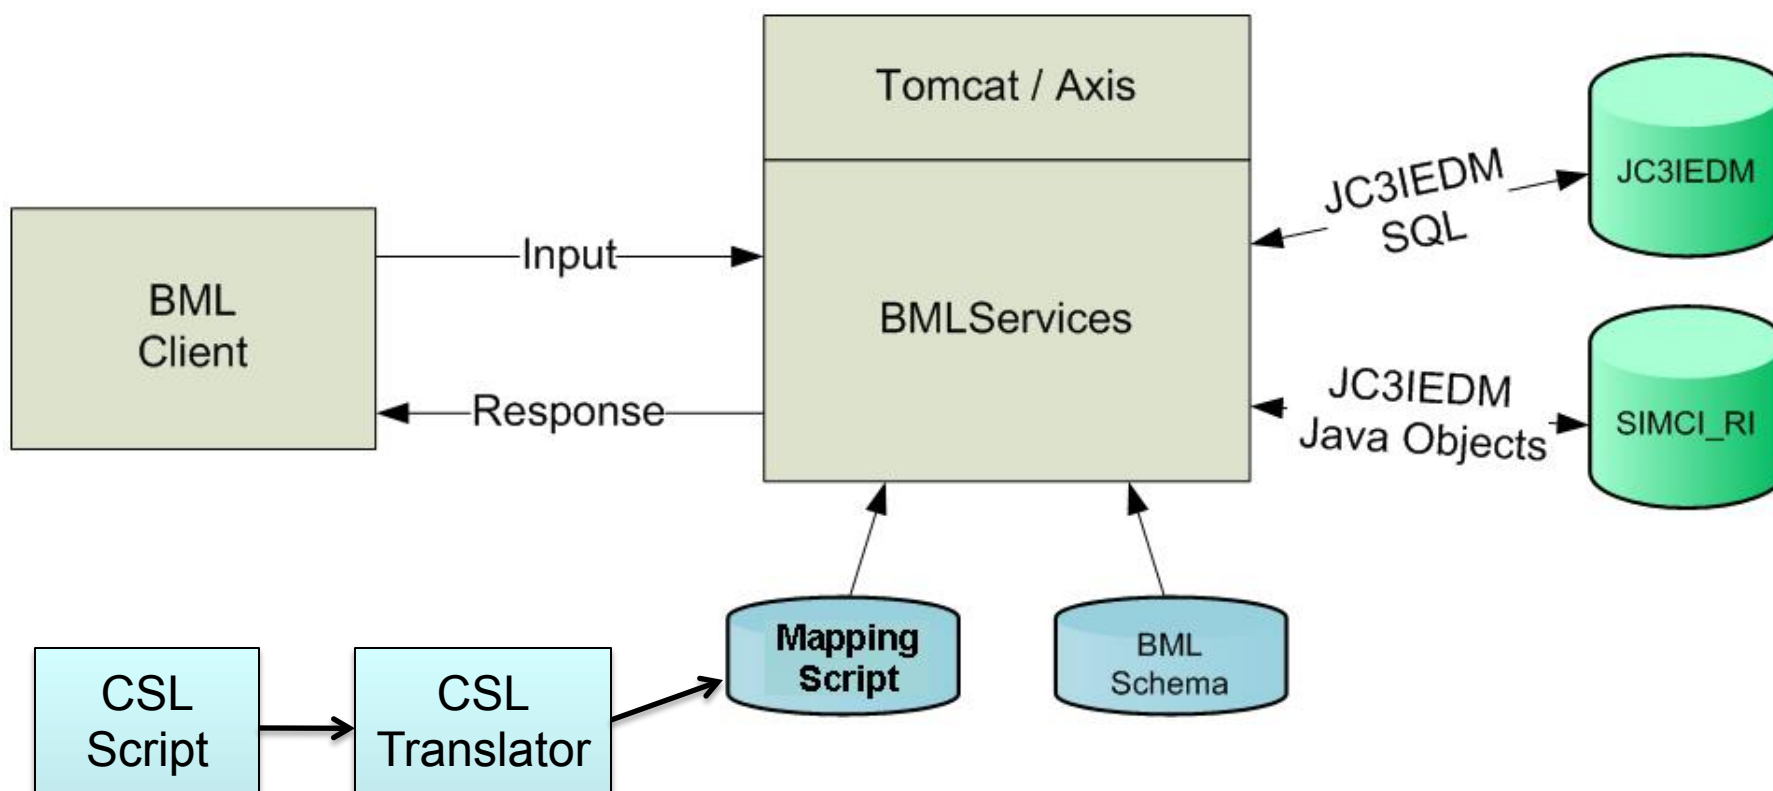 Tomcat / Axis
BMLServices
BML
Client
Input
Response
JC3IEDM
SQL
JC3IEDM
JC3IEDM
Java Objects
SIMCI_RI
Mapping
Script
BML
Schema
CSL
Script
CSL
Translator